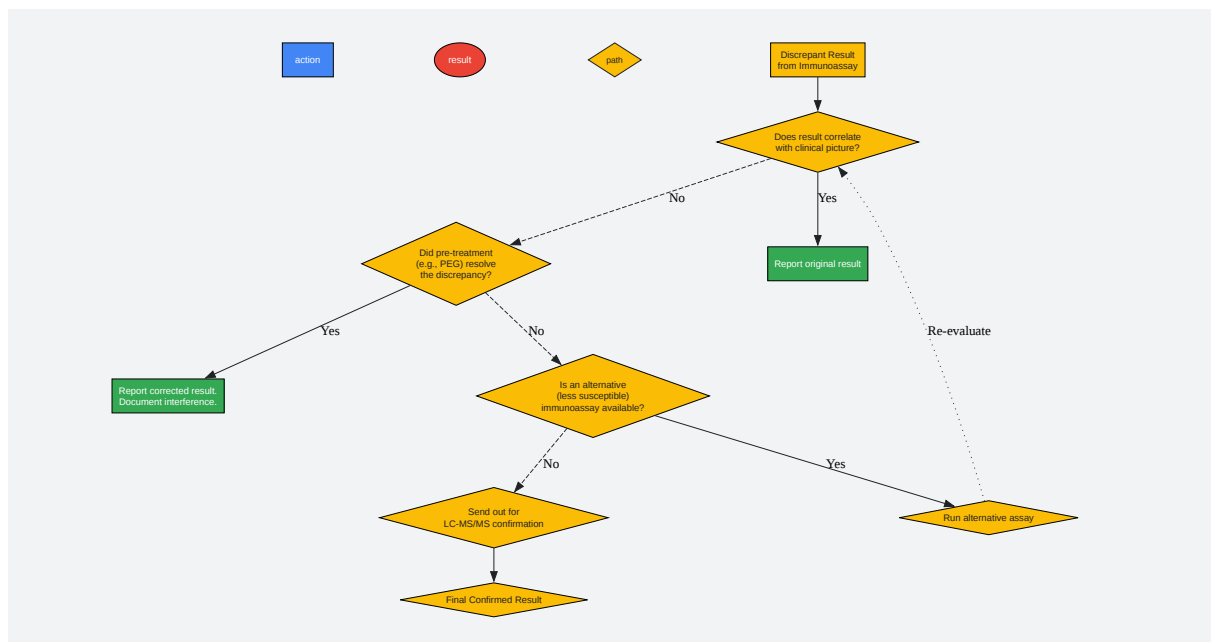 action
result
path
Discrepant Result
from Immunoassay
Does result correlate
with clinical picture?
No
Yes
Did pre-treatment
(e.g., PEG) resolve
the discrepancy?
Report original result
Yes
No
Re-evaluate
Report corrected result.
Document interference.
Is an alternative
(less susceptible)
immunoassay available?
No
Yes
Send out for
LC-MS/MS confirmation
Run alternative assay
Final Confirmed Result